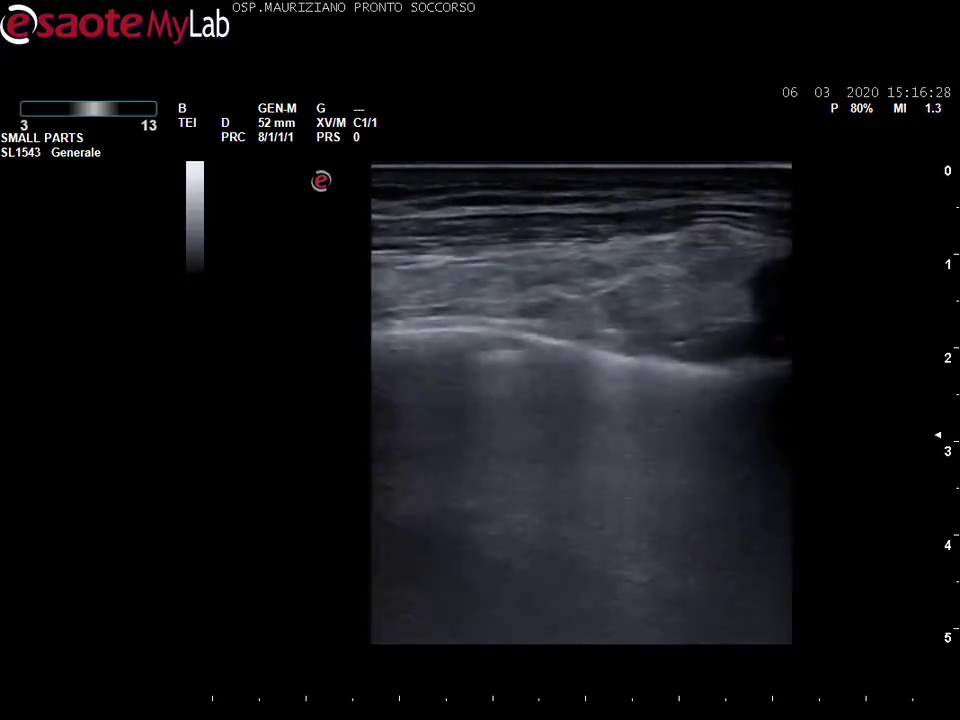 OSP.MAURIZIANO PRONTO SOCCORSO
esaote MyLab
06 03 2020 15:16:28
P 80% MI 1.3
B GEN-M G ---
TEI D 52 mm XV/M C1/1
PRC 8/1/1/1 PRS 0
3 13
SMALL PARTS
SL1543 Generale
e
0
1
2
3
4
5